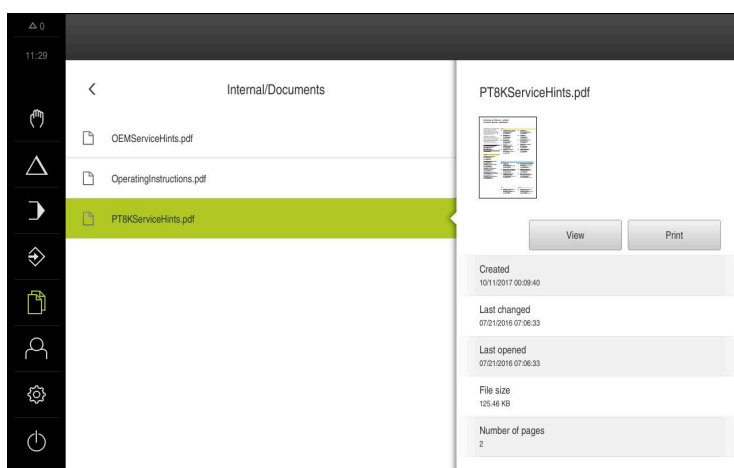 0
11:29
Internal/Documents
OEMServiceHints.pdf
OperatingInstructions.pdf
PT8KServiceHints.pdf
PT8KServiceHints.pdf
View
Print
Created
10/11/2017 00:09:40
Last changed
07/21/2016 07:06:33
Last opened
07/21/2016 07:06:33
File size
125.46 KB
Number of pages
2